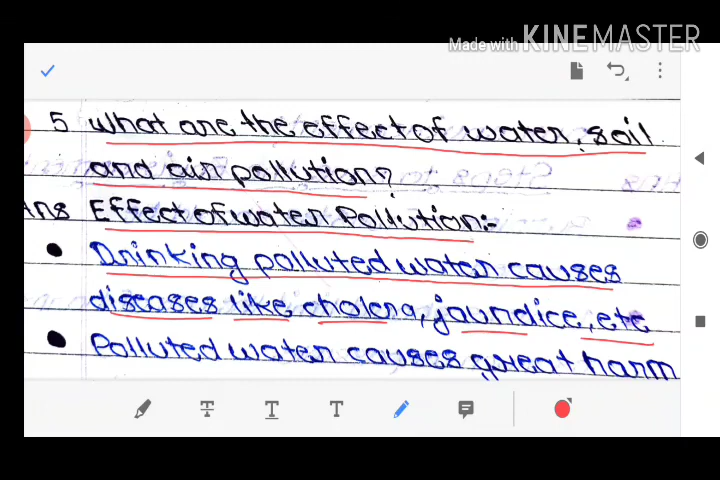 Made with KINEMASTER
5 What are the effect of water, soil
and air pollution?
Ans Effect of water Pollution:-
• Drinking polluted water causes
diseases like cholera, jaundice, etc
• Polluted water causes great harm
T T T